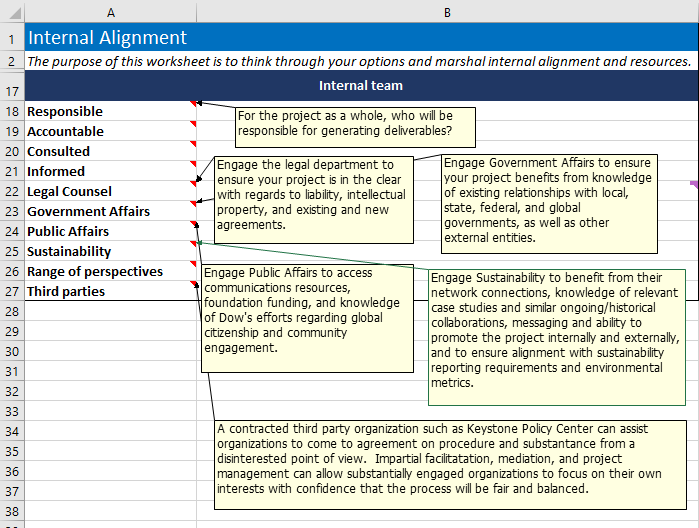 A B
1 Internal Alignment
2 The purpose of this worksheet is to think through your options and marshal internal alignment and resources.
17 Internal team
18 Responsible
19 Accountable
20 Consulted
21 Informed
22 Legal Counsel
23 Government Affairs
24 Public Affairs
25 Sustainability
26 Range of perspectives
27 Third parties
28
29
30
31
32
33
34
35
36
37
38
For the project as a whole, who will be
responsible for generating deliverables?
Engage the legal department to
ensure your project is in the clear
with regards to liability, intellectual
property, and existing and new
agreements.
Engage Government Affairs to ensure
your project benefits from knowledge
of existing relationships with local,
state, federal, and global
governments, as well as other
external entities.
Engage Public Affairs to access
communications resources,
foundation funding, and knowledge
of Dow's efforts regarding global
citizenship and community
engagement.
Engage Sustainability to benefit from their
network connections, knowledge of relevant
case studies and similar ongoing/historical
collaborations, messaging and ability to
promote the project internally and externally,
and to ensure alignment with sustainability
reporting requirements and environmental
metrics.
A contracted third party organization such as Keystone Policy Center can assist
organizations to come to agreement on procedure and substantance from a
disinterested point of view.  Impartial facilitatation, mediation, and project
management can allow substantially engaged organizations to focus on their own
interests with confidence that the process will be fair and balanced.